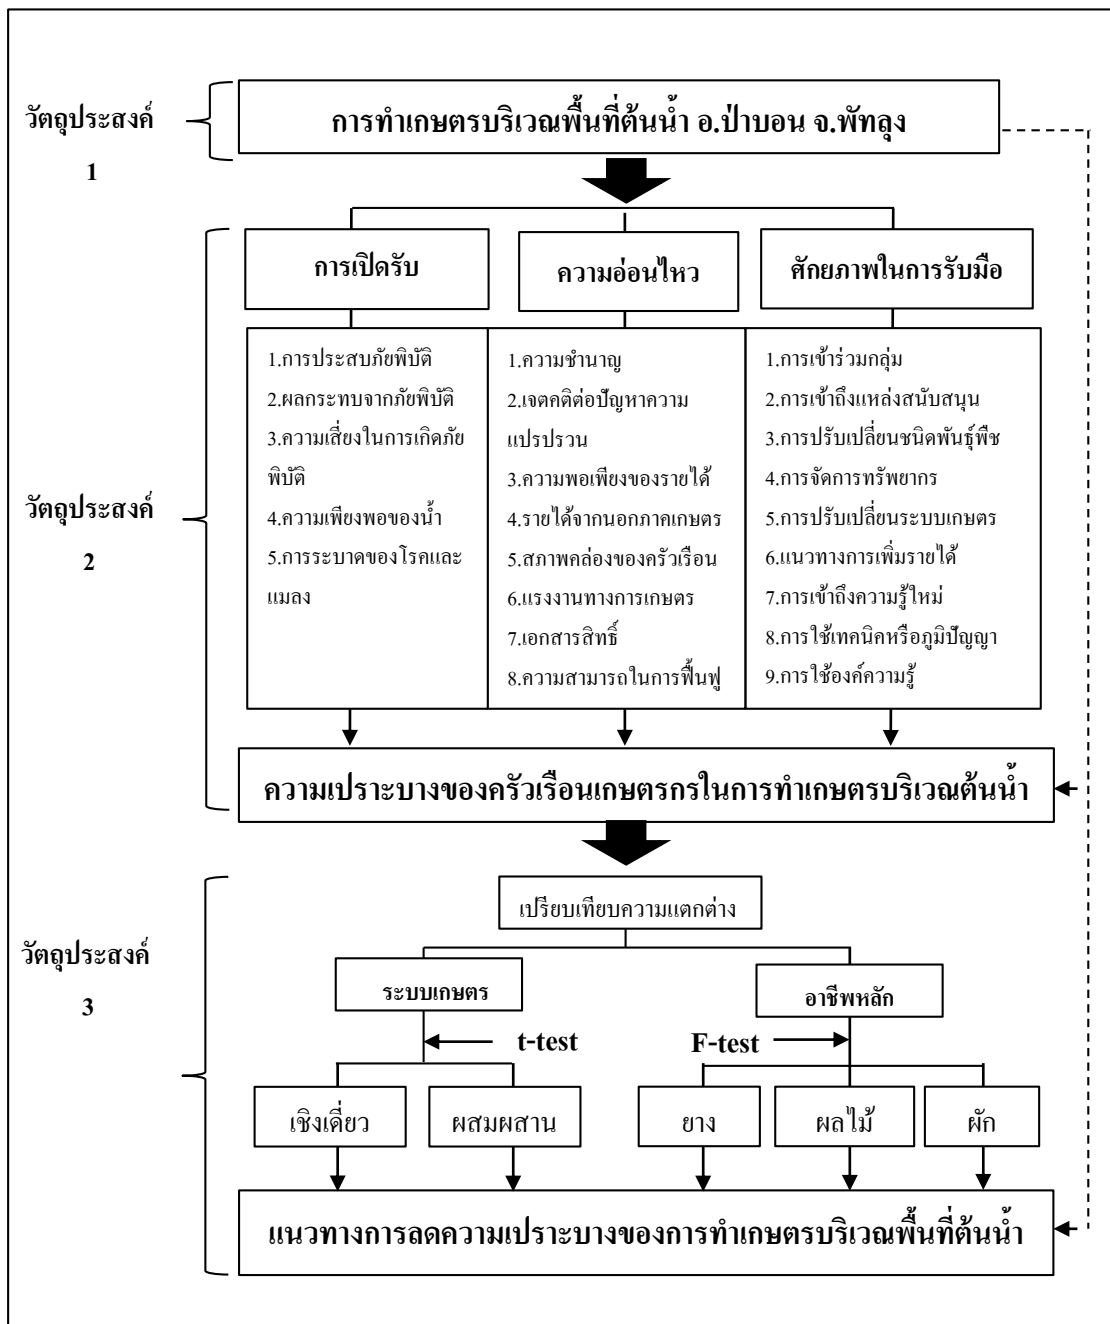 วัตถุประสงค์
1
การทำเกษตรบริเวณพื้นที่ต้นน้ำ อ.ป่าบอน จ.พัทลุง
วัตถุประสงค์
2
การเปิดรับ
1.การประสบภัยพิบัติ
2.ผลกระทบจากภัยพิบัติ
3.ความเสี่ยงในการเกิดภัย
พิบัติ
4.ความเพียงพอของน้ำ
5.การระบาดของโรคและ
แมลง
ความอ่อนไหว
1.ความชำนาญ
2.เจตคติต่อปัญหาความ
แปรปรวน
3.ความพอเพียงของรายได้
4.รายได้จากนอกภาคเกษตร
5.สภาพคล่องของครัวเรือน
6.แรงงานทางการเกษตร
7.เอกสารสิทธิ์
8.ความสามารถในการฟื้นฟู
ศักยภาพในการรับมือ
1.การเข้าร่วมกลุ่ม
2.การเข้าถึงแหล่งสนับสนุน
3.การปรับเปลี่ยนชนิดพันธุ์พืช
4.การจัดการทรัพยากร
5.การปรับเปลี่ยนระบบเกษตร
6.แนวทางการเพิ่มรายได้
7.การเข้าถึงความรู้ใหม่
8.การใช้เทคนิคหรือภูมิปัญญา
9.การใช้องค์ความรู้
ความเปราะบางของครัวเรือนเกษตรกรในการทำเกษตรบริเวณต้นน้ำ
วัตถุประสงค์
3
เปรียบเทียบความแตกต่าง
ระบบเกษตร
อาชีพหลัก
t-test
F-test
เชิงเดี่ยว
ผสมผสาน
ยาง
ผลไม้
ผัก
แนวทางการลดความเปราะบางของการทำเกษตรบริเวณพื้นที่ต้นน้ำ